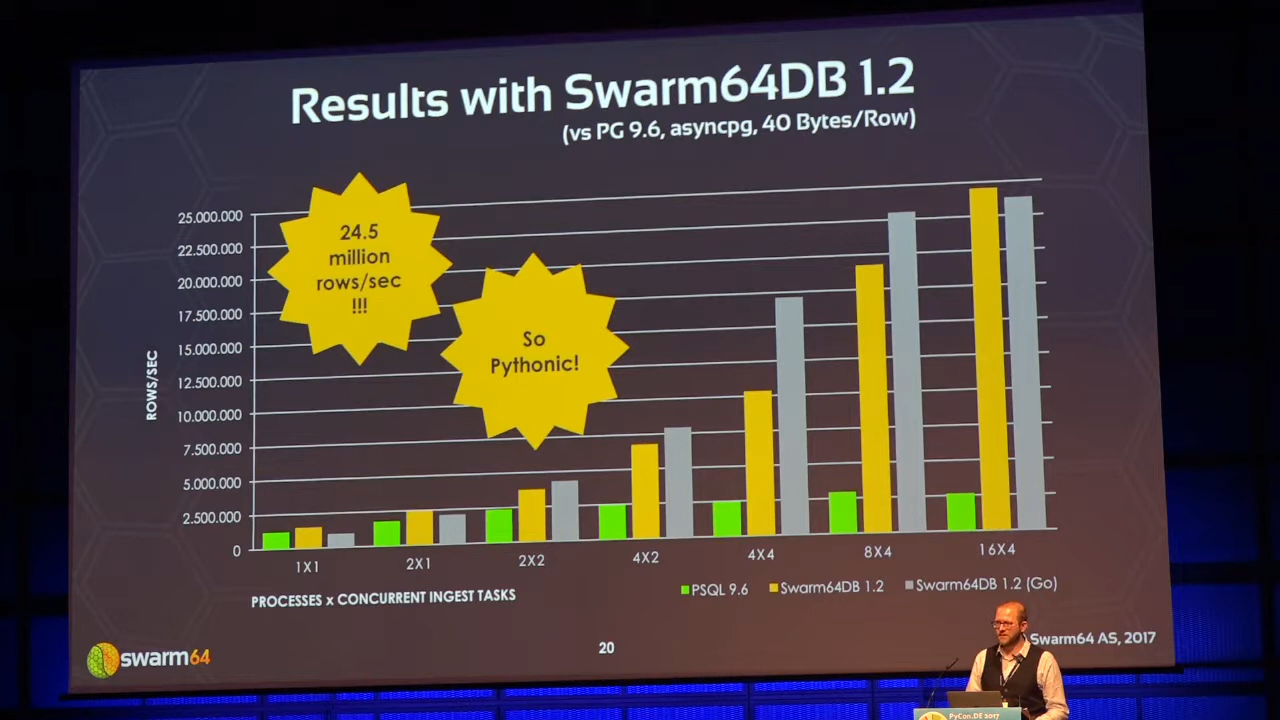 Results with Swarm64DB 1.2
(vs PG 9.6, asyncpg, 40 Bytes/Row)
24.5
million
rows/sec
!!!
So
Pythonic!
ROWS/SEC
25.000.000
22.500.000
20.000.000
17.500.000
15.000.000
12.500.000
10.000.000
7.500.000
5.000.000
2.500.000
0
1X1
2X1
2X2
4X2
4X4
8X4
16X4
PROCESSES x CONCURRENT INGEST TASKS
PSQL 9.6
Swarm64DB 1.2
Swarm64DB 1.2 (Go)
swarm64
20
Swarm64 AS, 2017
PyCon.DE 2017